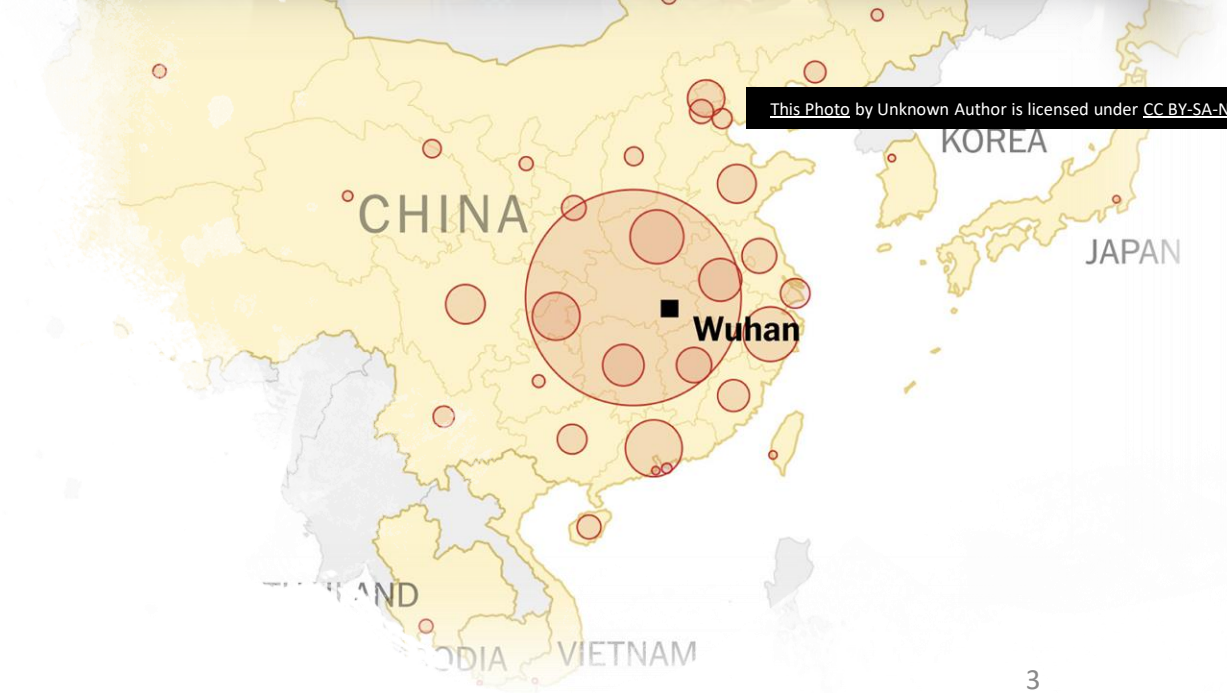 This Photo by Unknown Author is licensed under CC BY-SA-N
KOREA
CHINA
JAPAN
Wuhan
VIETNAM
3